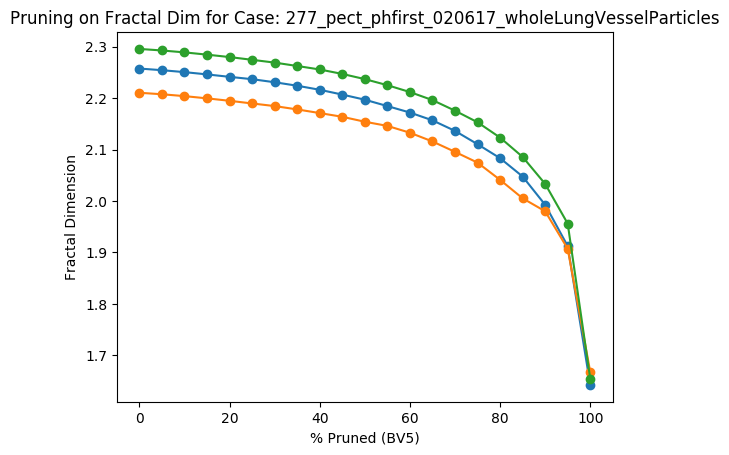 Pruning on Fractal Dim for Case: 277_pect_phfirst_020617_wholeLungVesselParticles
2.3
2.2
2.1
2.0
1.9
1.8
1.7
Fractal Dimension
0 20 40 60 80 100
% Pruned (BV5)